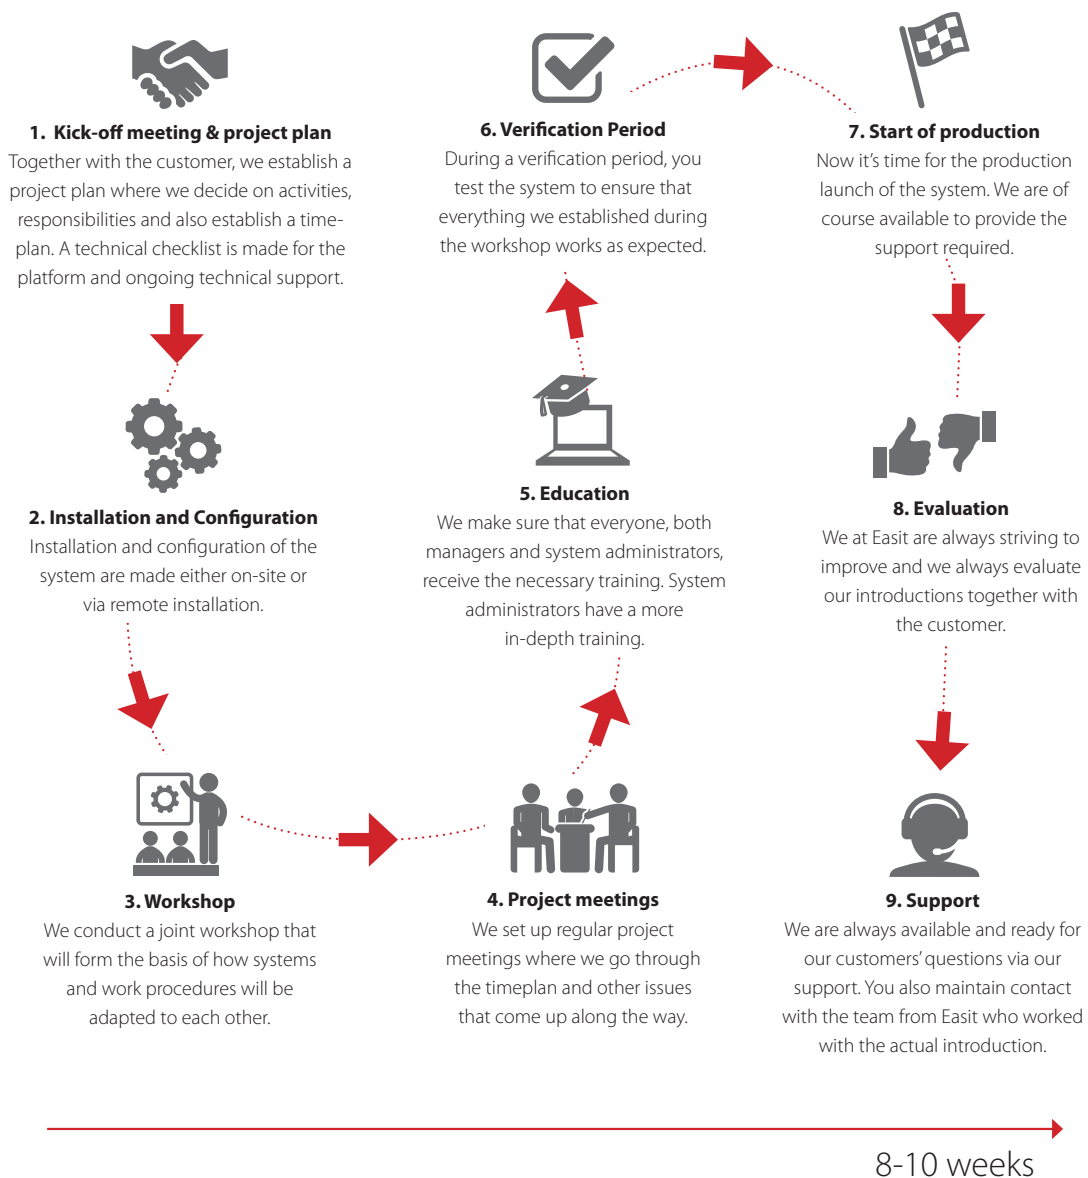 1. Kick-off meeting & project plan
Together with the customer, we establish a
project plan where we decide on activities,
responsibilities and also establish a time-
plan. A technical checklist is made for the
platform and ongoing technical support.
2. Installation and Configuration
Installation and configuration of the
system are made either on-site or
via remote installation.
3. Workshop
We conduct a joint workshop that
will form the basis of how systems
and work procedures will be
adapted to each other.
4. Project meetings
We set up regular project
meetings where we go through
the timeplan and other issues
that come up along the way.
5. Education
We make sure that everyone, both
managers and system administrators,
receive the necessary training. System
administrators have a more
in-depth training.
6. Verification Period
During a verification period, you
test the system to ensure that
everything we established during
the workshop works as expected.
7. Start of production
Now it's time for the production
launch of the system. We are of
course available to provide the
support required.
8. Evaluation
We at Easit are always striving to
improve and we always evaluate
our introductions together with
the customer.
9. Support
We are always available and ready for
our customers' questions via our
support. You also maintain contact
with the team from Easit who worked
with the actual introduction.
8-10 weeks